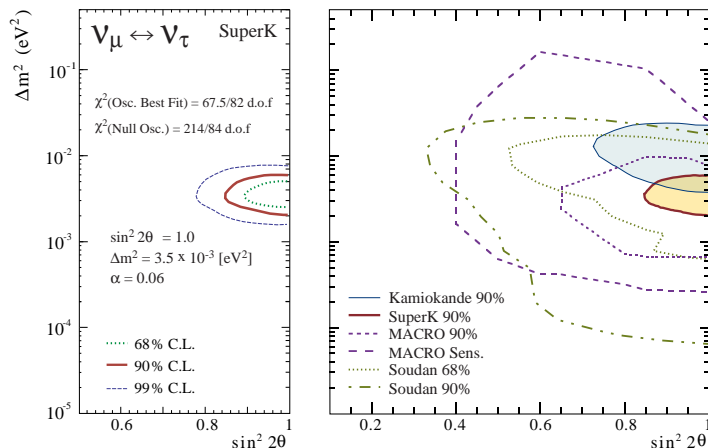 ν_μ ↔ ν_τ SuperK
Δm² (eV²)
χ²(Osc. Best Fit) = 67.5/82 d.o.f
χ²(Null Osc.) = 214/84 d.o.f
10⁻¹
10⁻²
10⁻³
10⁻⁴
10⁻⁵
sin² 2θ = 1.0
Δm² = 3.5 x 10⁻³ [eV²]
α = 0.06
68% C.L.
90% C.L.
99% C.L.
0.6 0.8 1
sin² 2θ
Kamiokande 90%
SuperK 90%
MACRO 90%
MACRO Sens.
Soudan 68%
Soudan 90%
0.2 0.4 0.6 0.8 1
sin² 2θ